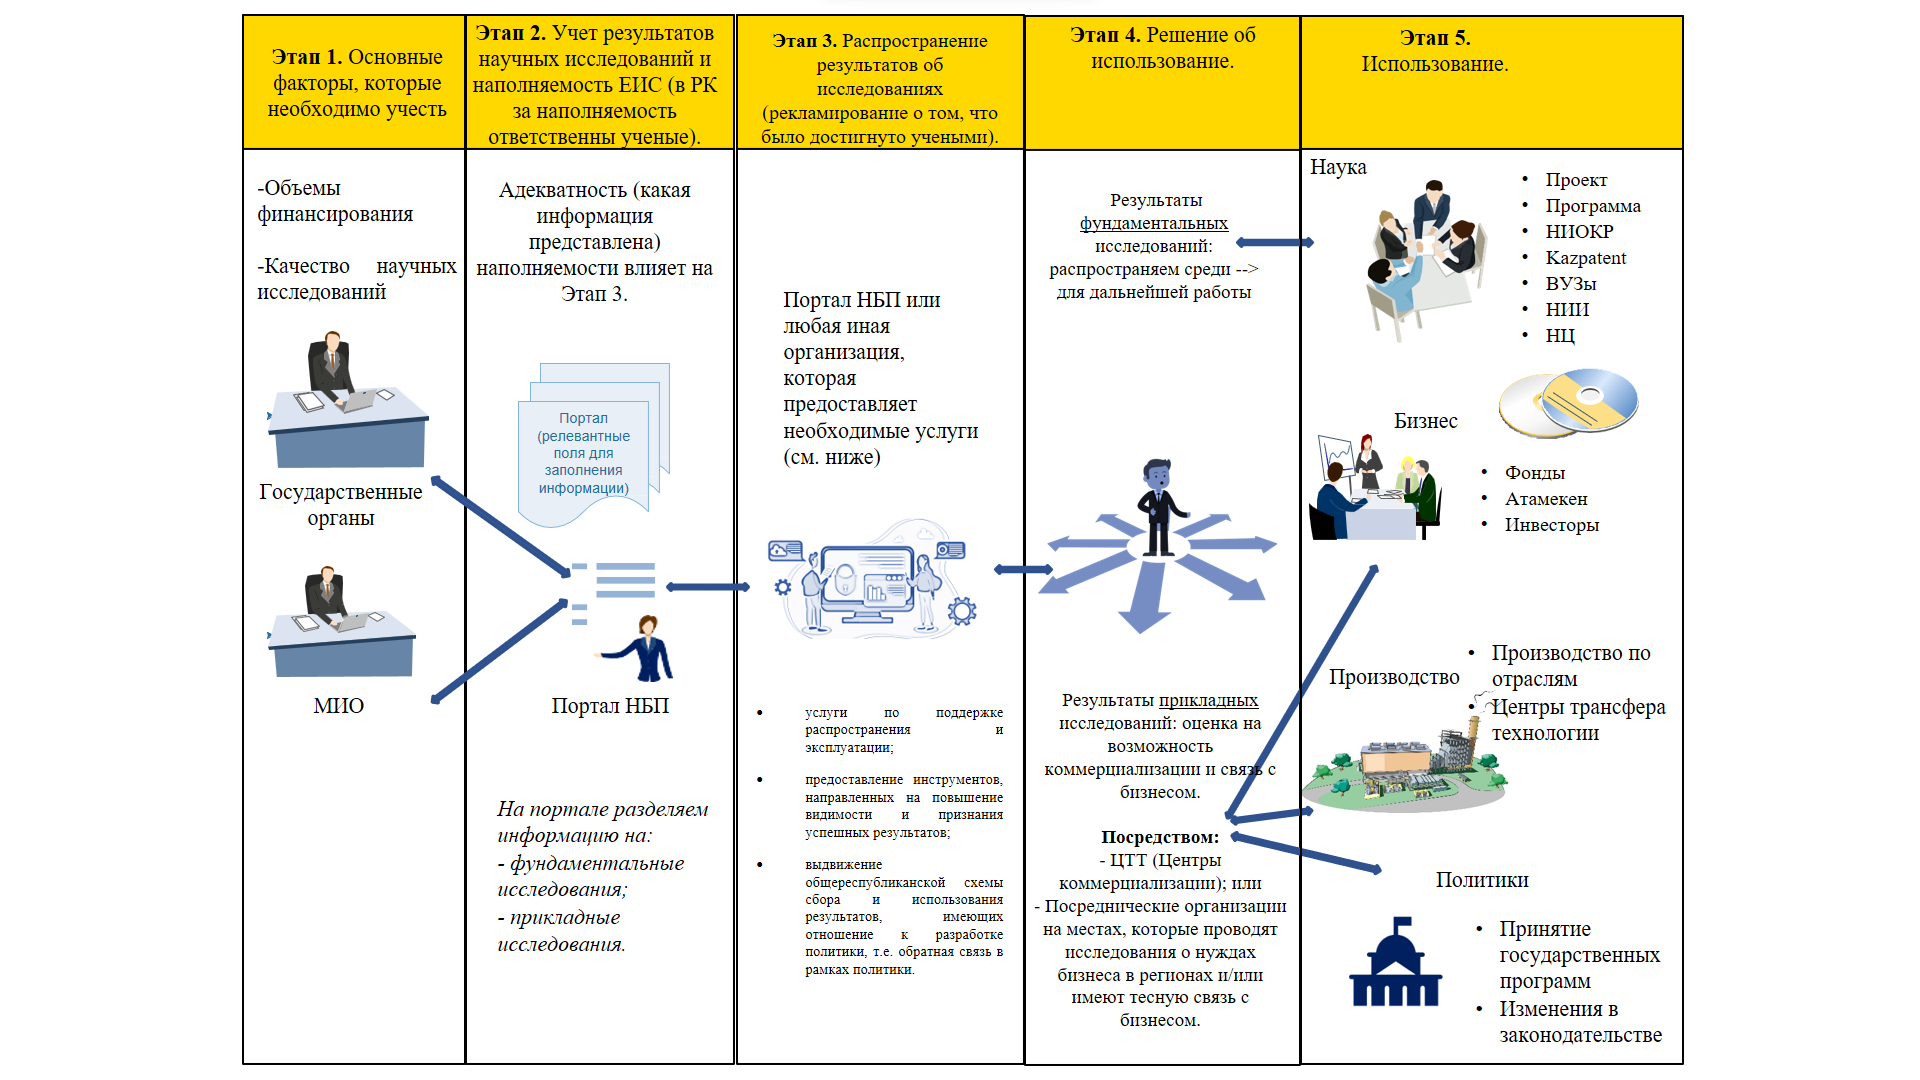 Этап 1. Основные
факторы, которые
необходимо учесть
-Объемы
финансирования
-Качество научных
исследований
Государственные
органы
МИО
Этап 2. Учет результатов
научных исследований и
наполняемость ЕИС (в РК
за наполняемость
ответственны ученые).
Адекватность (какая
информация
представлена)
наполняемости влияет на
Этап 3.
Портал
(релевантные
поля для
заполнения
информации)
Портал НБП
На портале разделяем
информацию на:
- фундаментальные
исследования;
- прикладные
исследования.
Этап 3. Распространение
результатов об
исследованиях
(рекламирование о том, что
было достигнуто учеными).
Портал НБП или
любая иная
организация,
которая
предоставляет
необходимые услуги
(см. ниже)
• услуги по поддержке
распространения и
эксплуатации;
• предоставление инструментов,
направленных на повышение
видимости и признания
успешных результатов;
• выдвижение
общереспубликанской схемы
сбора и использования
результатов, имеющих
отношение к разработке
политики, т.е. обратная связь в
рамках политики.
Этап 4. Решение об
использование.
Результаты
фундаментальных
исследований:
распространяем среди -->
для дальнейшей работы
Результаты прикладных
исследований: оценка на
возможность
коммерциализации и связь с
бизнесом.
Посредством:
- ЦТТ (Центры
коммерциализации); или
- Посреднические организации
на местах, которые проводят
исследования о нуждах
бизнеса в регионах и/или
имеют тесную связь с
бизнесом.
Этап 5.
Использование.
Наука
• Проект
• Программа
• НИОКР
• Kazpatent
• ВУЗы
• НИИ
• НЦ
Бизнес
• Фонды
• Атамекен
• Инвесторы
Производство
• Производство по
отраслям
• Центры трансфера
технологии
Политики
• Принятие
государственных
программ
• Изменения в
законодательстве